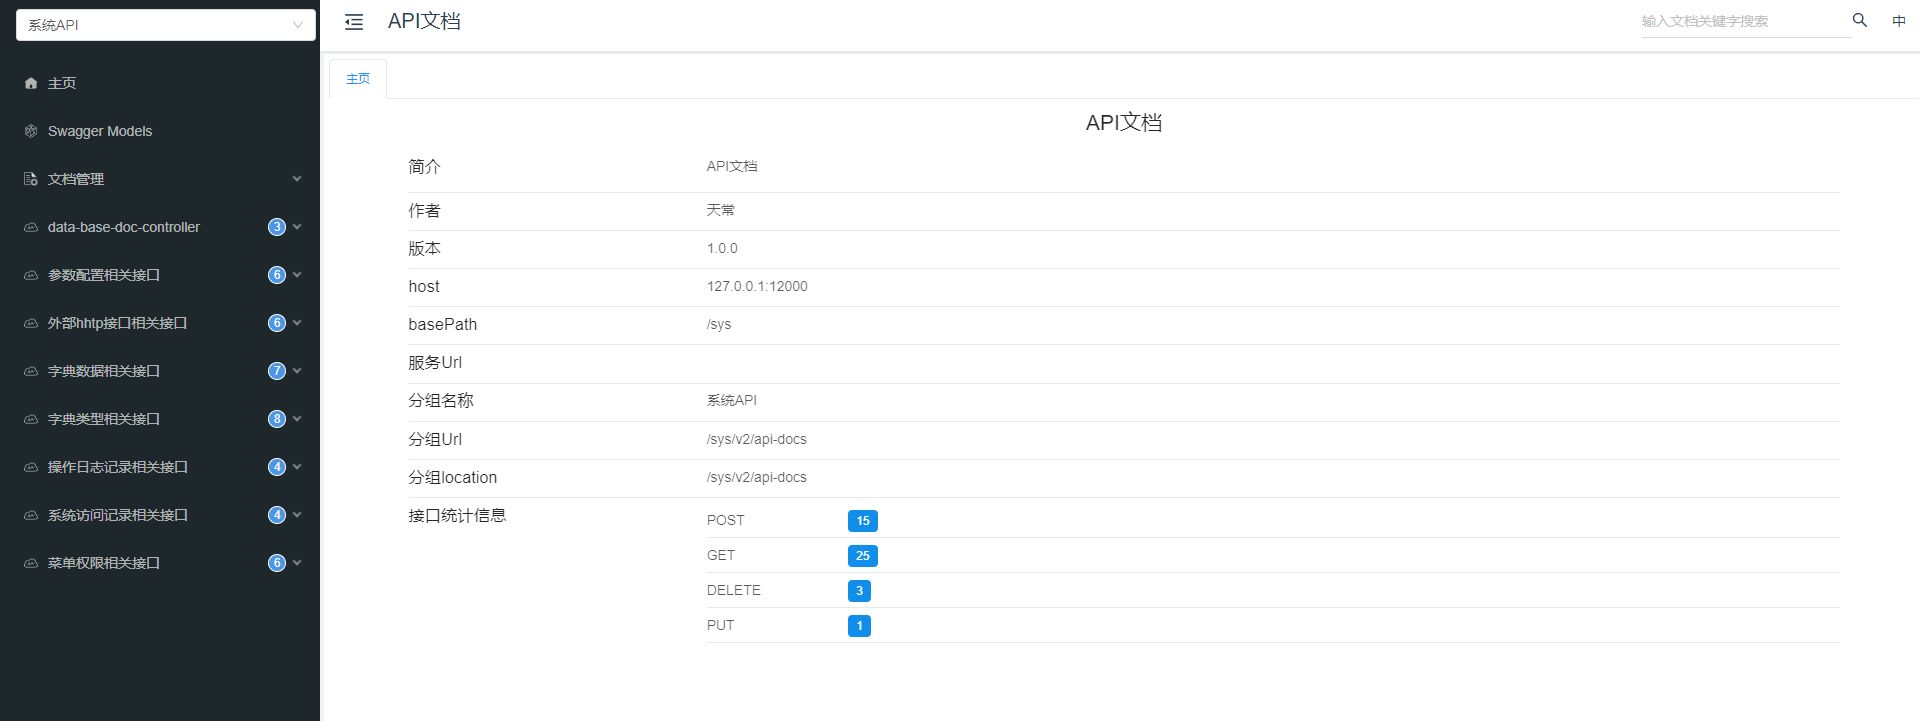 系统API
主页
Swagger Models
文档管理
data-base-doc-controller 3
参数配置相关接口 6
外部hhtp接口相关接口 6
字典数据相关接口 7
字典类型相关接口 8
操作日志记录相关接口 4
系统访问记录相关接口 4
菜单权限相关接口 6
API文档
输入文档关键字搜索
中
主页
API文档
简介 API文档
作者 天常
版本 1.0.0
host 127.0.0.1:12000
basePath /sys
服务Url
分组名称 系统API
分组Url /sys/v2/api-docs
分组location /sys/v2/api-docs
接口统计信息
POST 15
GET 25
DELETE 3
PUT 1